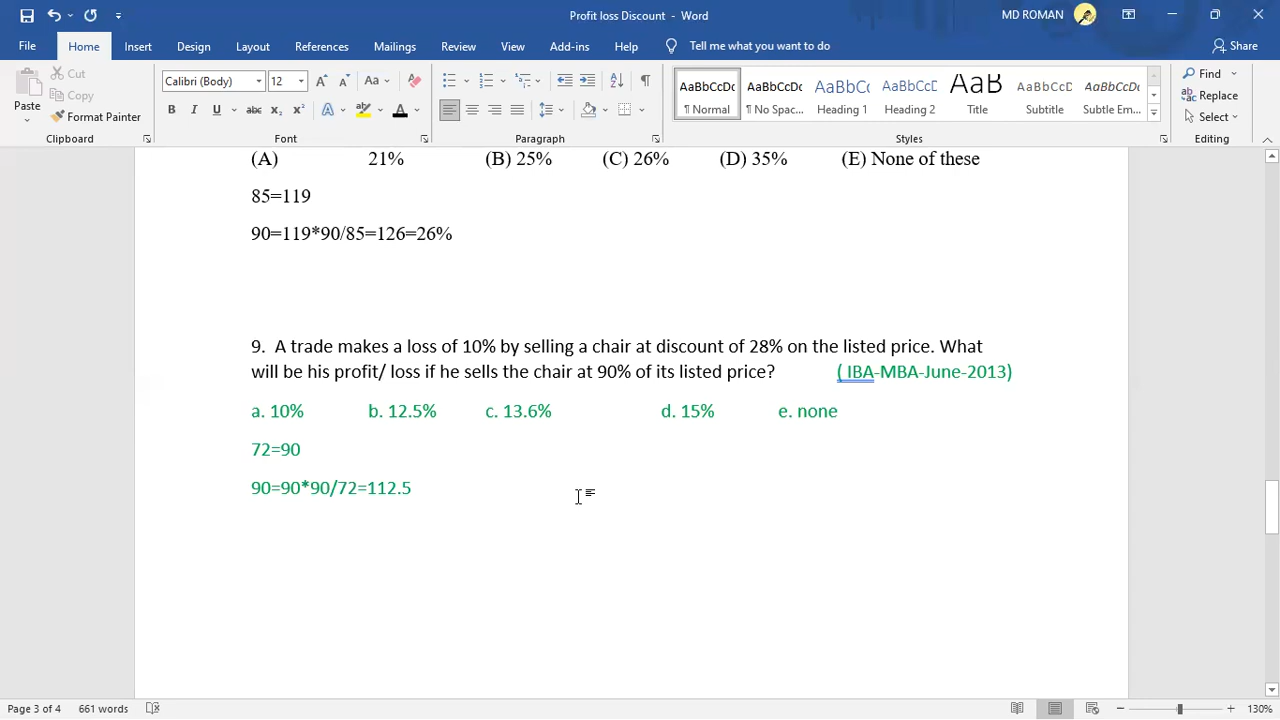 Profit loss Discount - Word
MD ROMAN
File Home Insert Design Layout References Mailings Review View Add-ins Help Tell me what you want to do Share
Paste
Cut
Copy
Format Painter
Clipboard
Calibri (Body) 12
Font
Paragraph
AaBbCcDc ¶ Normal
AaBbCcDc ¶ No Spac...
AaBbCc Heading 1
AaBbCcD Heading 2
AaB Title
AaBbCcD Subtitle
AaBbCcDc Subtle Em...
Styles
Find
Replace
Select
Editing
(A) 21% (B) 25% (C) 26% (D) 35% (E) None of these
85=119
90=119*90/85=126=26%
9. A trade makes a loss of 10% by selling a chair at discount of 28% on the listed price. What
will be his profit/ loss if he sells the chair at 90% of its listed price? ( IBA-MBA-June-2013)
a. 10% b. 12.5% c. 13.6% d. 15% e. none
72=90
90=90*90/72=112.5
Page 3 of 4 661 words 130%